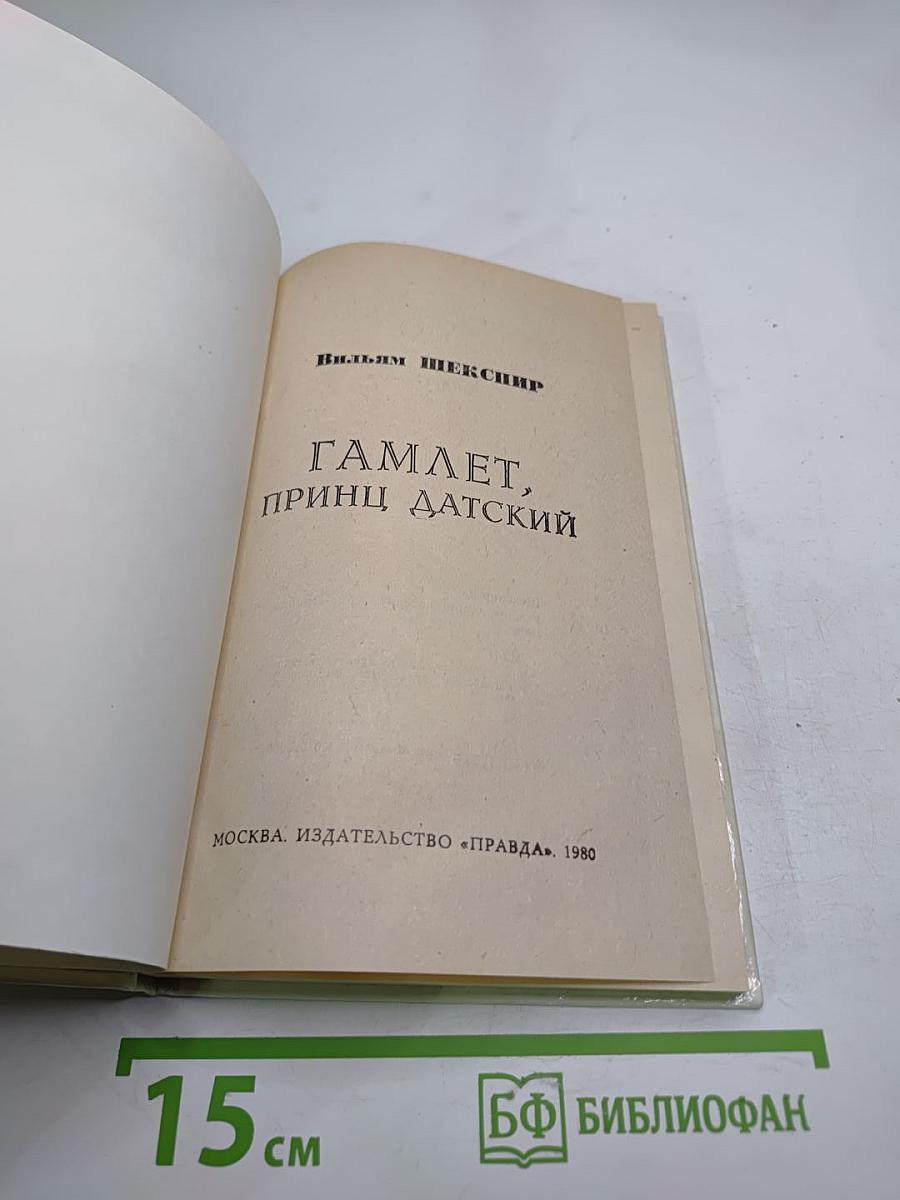 Вильям ШЕКСПИР
ГАМЛЕТ,
ПРИНЦ ДАТСКИЙ
МОСКВА. ИЗДАТЕЛЬСТВО «ПРАВДА». 1980
15 см
БФ БИБЛИОФАН